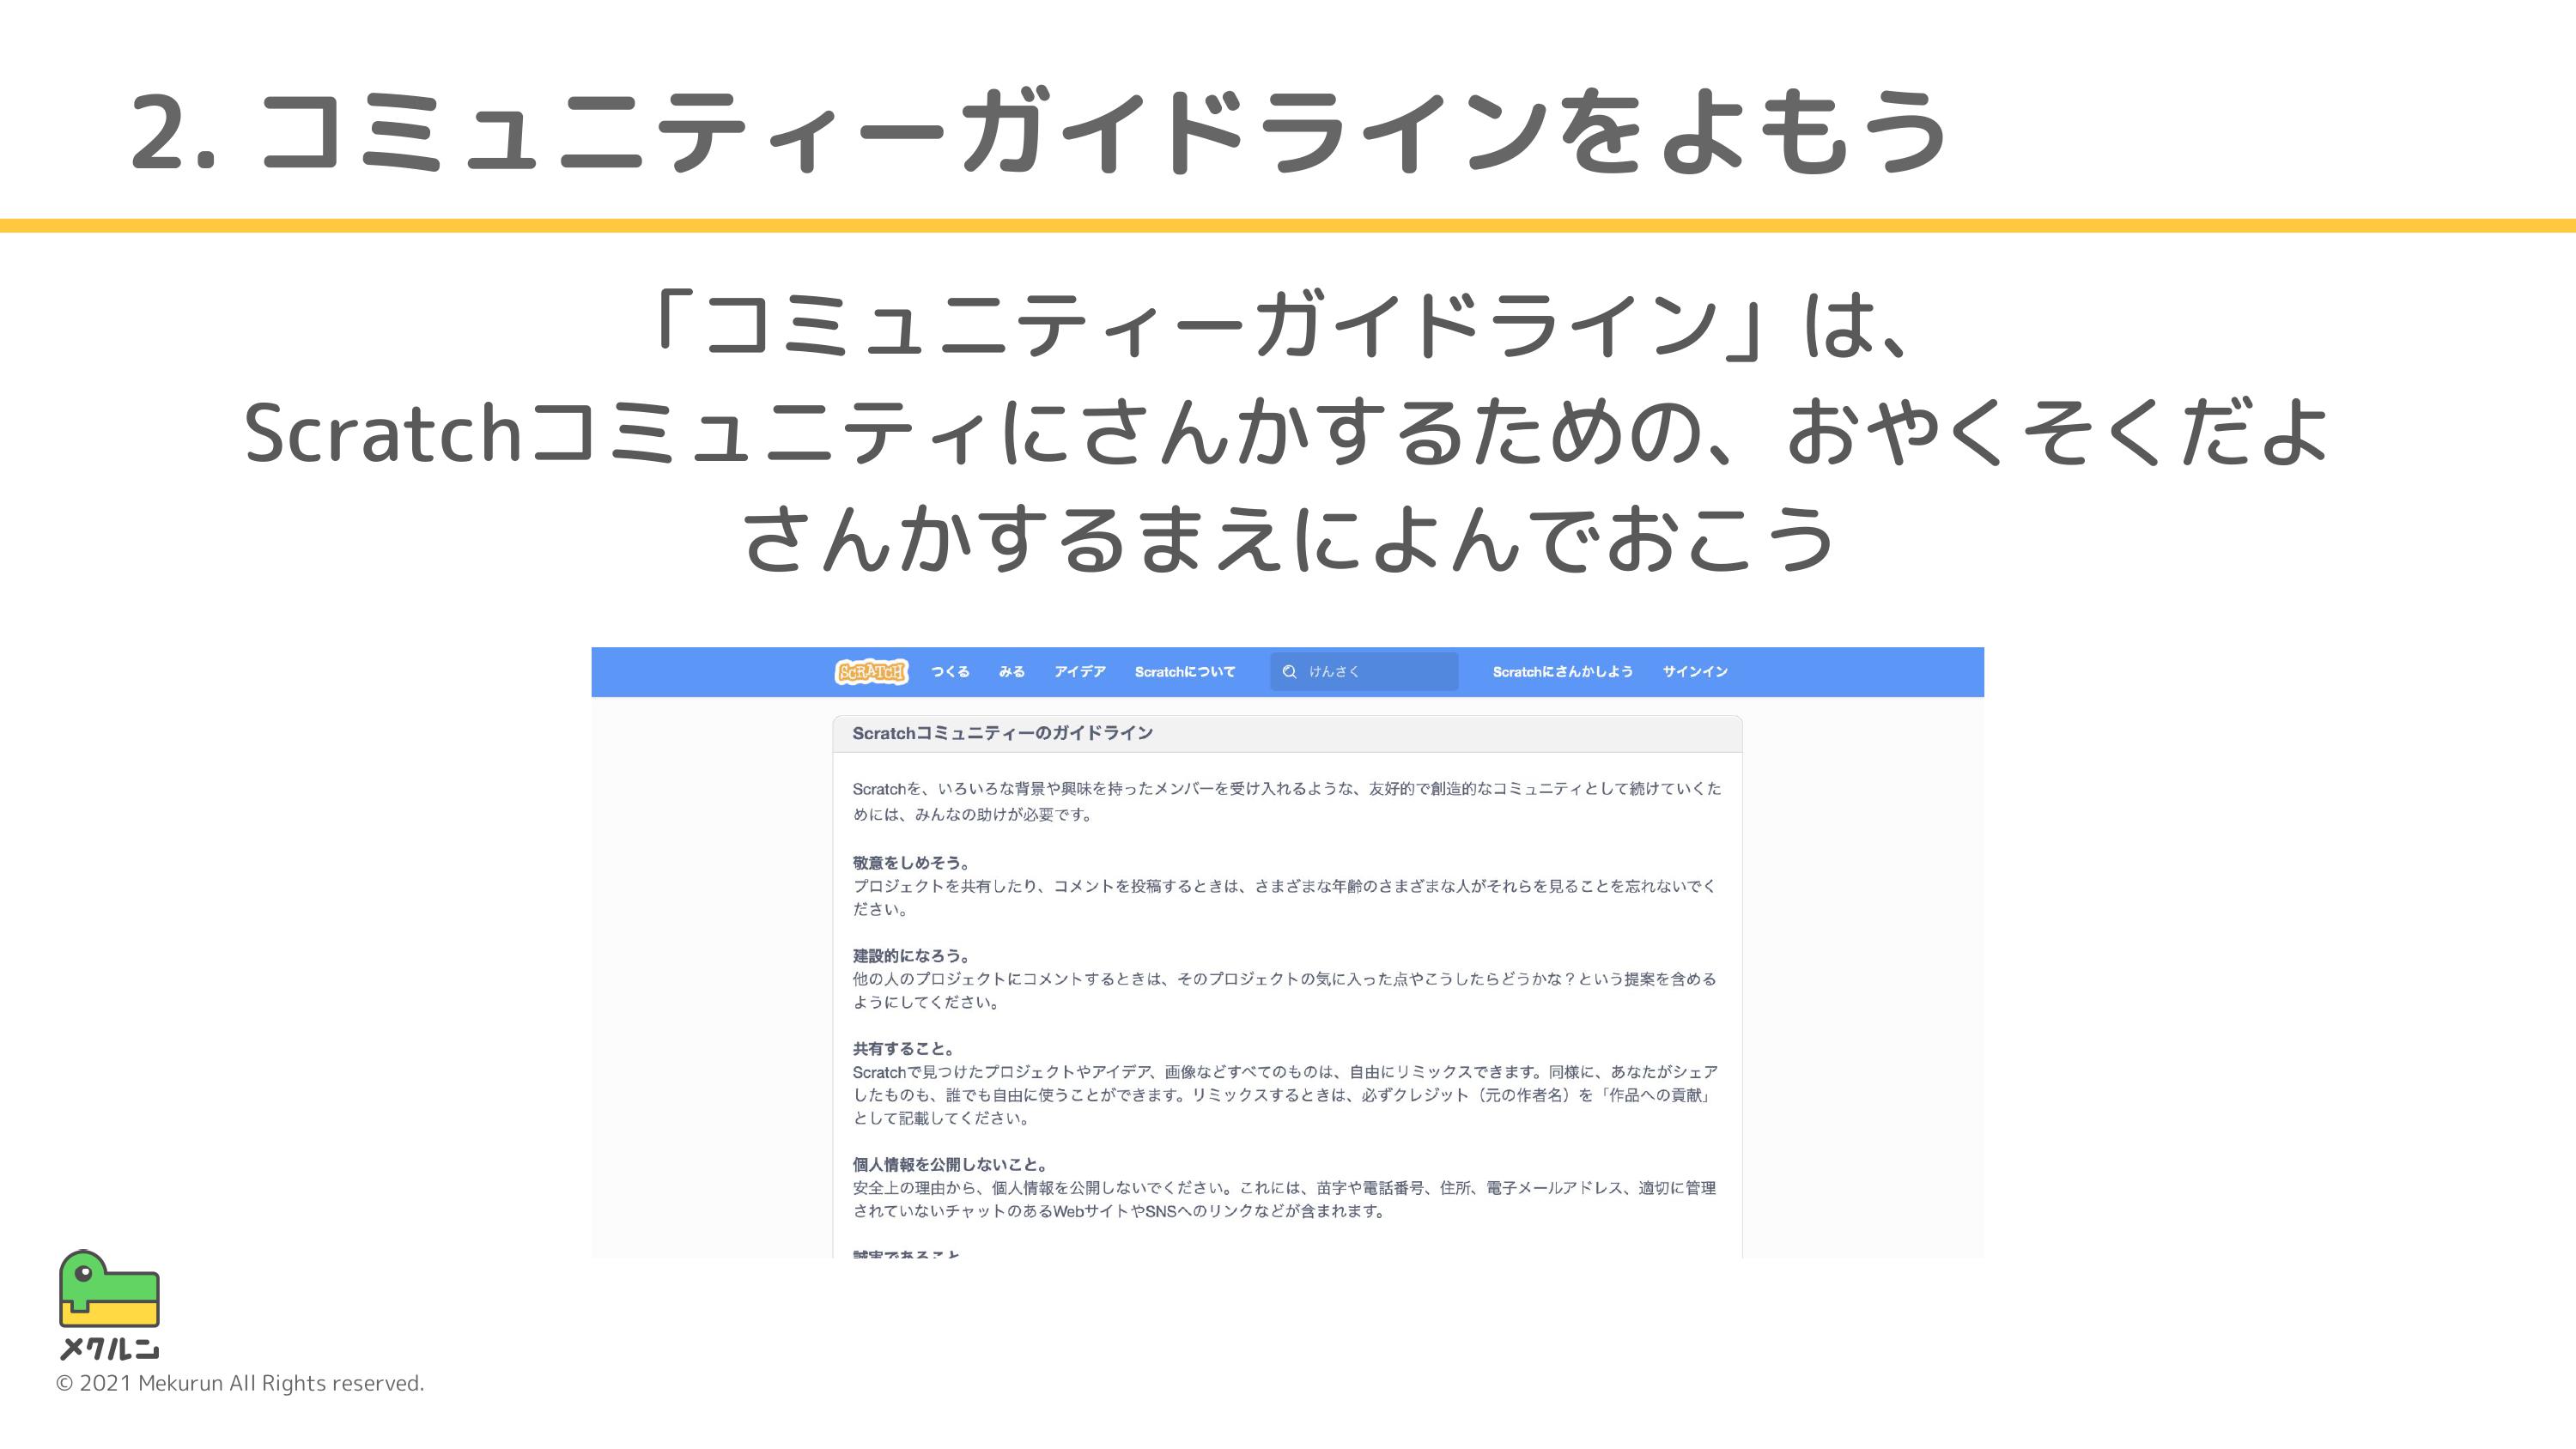 2. コミュニティーガイドラインをよもう
「コミュニティーガイドライン」は、
Scratchコミュニティにさんかするための、おやくそくだよ
さんかするまえによんでおこう
SCRATCH つくる みる アイデア Scratchについて けんさく Scratchにさんかしよう サインイン
Scratchコミュニティーのガイドライン
Scratchを、いろいろな背景や興味を持ったメンバーを受け入れるような、友好的で創造的なコミュニティとして続けていくた
めには、みんなの助けが必要です。
敬意をしめそう。
プロジェクトを共有したり、コメントを投稿するときは、さまざまな年齢のさまざまな人がそれらを見ることを忘れないでく
ださい。
建設的になろう。
他の人のプロジェクトにコメントするときは、そのプロジェクトの気に入った点やこうしたらどうかな？という提案を含める
ようにしてください。
共有すること。
Scratchで見つけたプロジェクトやアイデア、画像などすべてのものは、自由にリミックスできます。同様に、あなたがシェア
したものも、誰でも自由に使うことができます。リミックスするときは、必ずクレジット（元の作者名）を「作品への貢献」
として記載してください。
個人情報を公開しないこと。
安全上の理由から、個人情報を公開しないでください。これには、苗字や電話番号、住所、電子メールアドレス、適切に管理
されていないチャットのあるWebサイトやSNSへのリンクなどが含まれます。
誠実であること
メクルン
© 2021 Mekurun All Rights reserved.